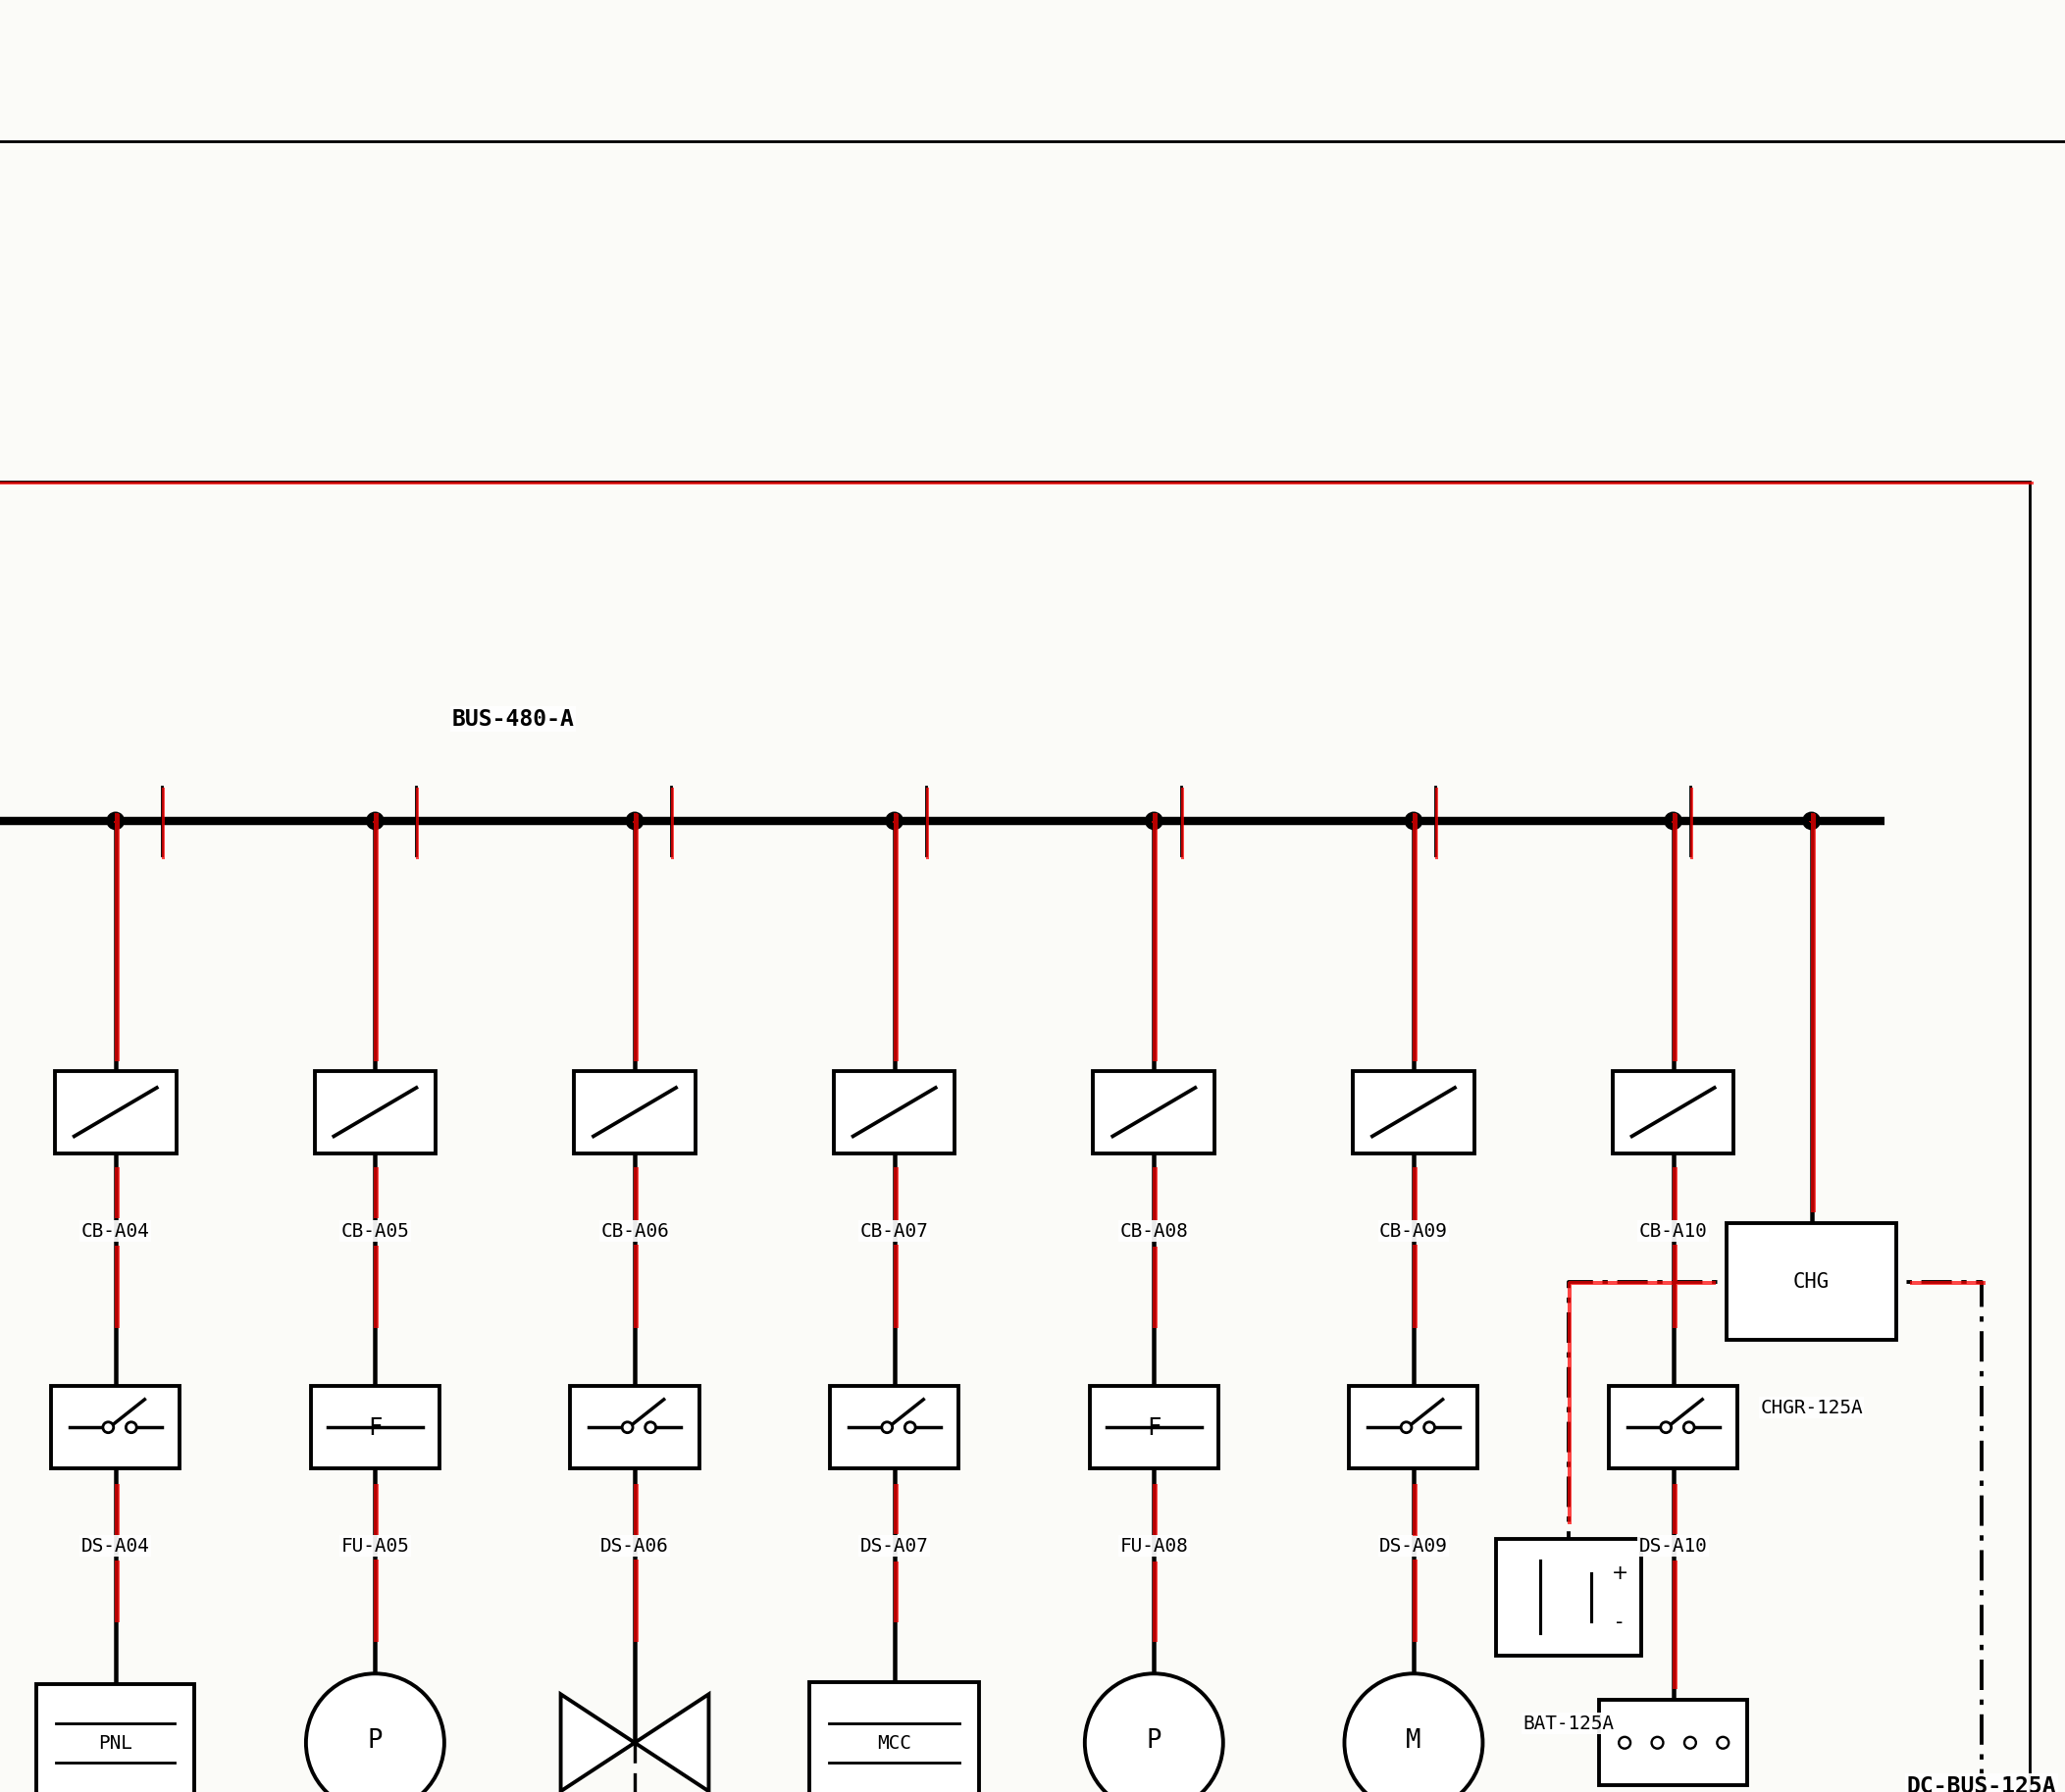 BUS-480-A
CB-A04 CB-A05 CB-A06 CB-A07 CB-A08 CB-A09 CB-A10
CHG
CHGR-125A
F F
DS-A04 FU-A05 DS-A06 DS-A07 FU-A08 DS-A09 DS-A10
+
-
BAT-125A
PNL P MCC P M
DC-BUS-125A